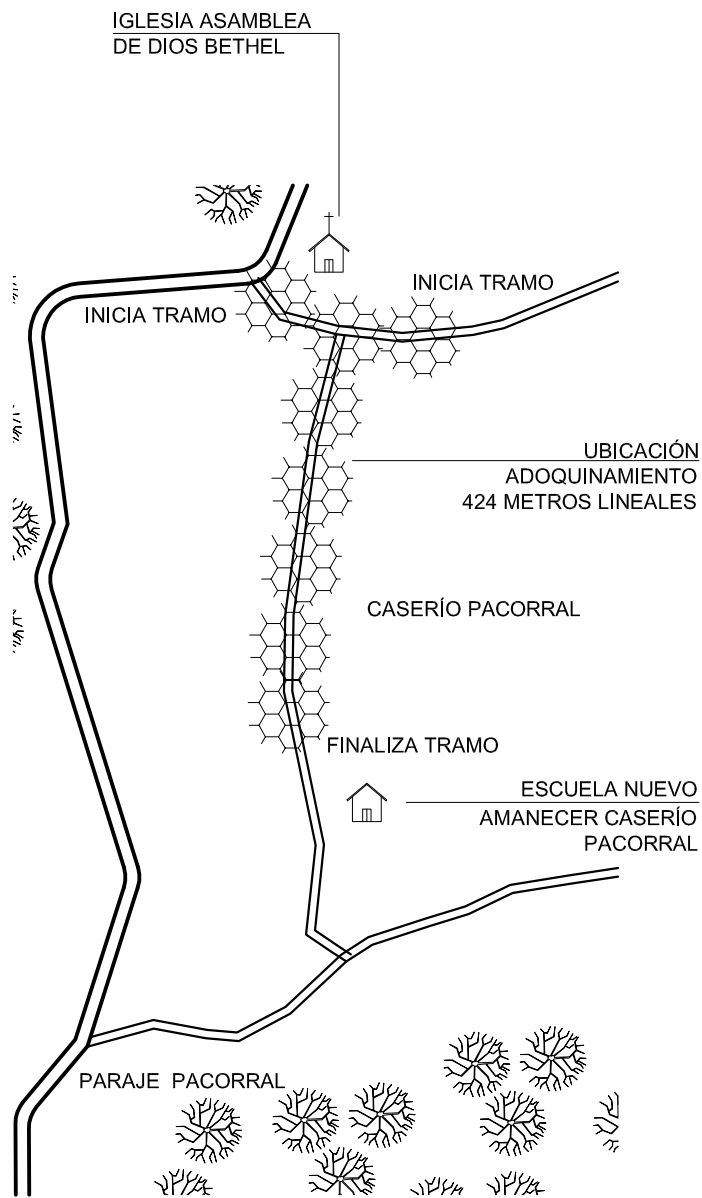 IGLESIA ASAMBLEA
DE DIOS BETHEL
INICIA TRAMO
INICIA TRAMO
UBICACIÓN
ADOQUINAMIENTO
424 METROS LINEALES
CASERÍO PACORRAL
FINALIZA TRAMO
ESCUELA NUEVO
AMANECER CASERÍO
PACORRAL
PARAJE PACORRAL